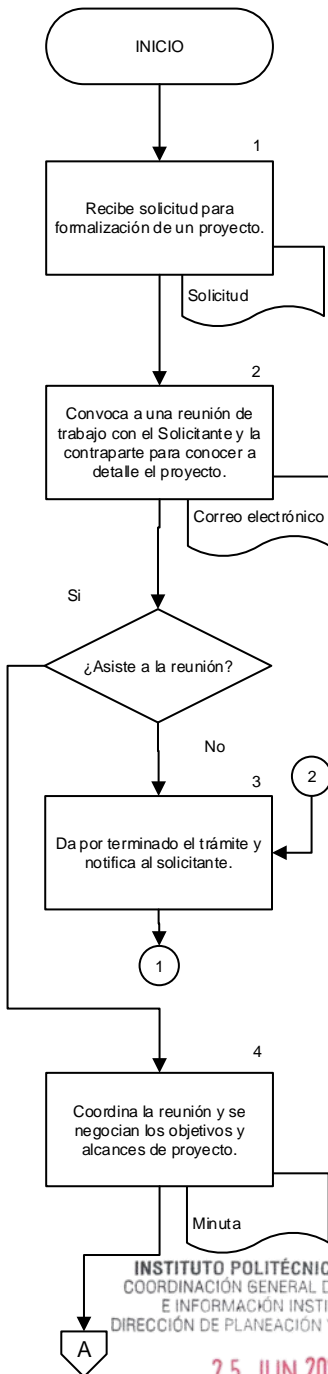 INICIO
1
Recibe solicitud para
formalización de un proyecto.
Solicitud
2
Convoca a una reunión de
trabajo con el Solicitante y la
contraparte para conocer a
detalle el proyecto.
Correo electrónico
Si
¿Asiste a la reunión?
No
2
3
Da por terminado el trámite y
notifica al solicitante.
1
4
Coordina la reunión y se
negocian los objetivos y
alcances de proyecto.
Minuta
INSTITUTO POLITÉCNIC
COORDINACIÓN GENERAL D
E INFORMACIÓN INSTI
DIRECCIÓN DE PLANEACIÓN
A
25 JUN 20